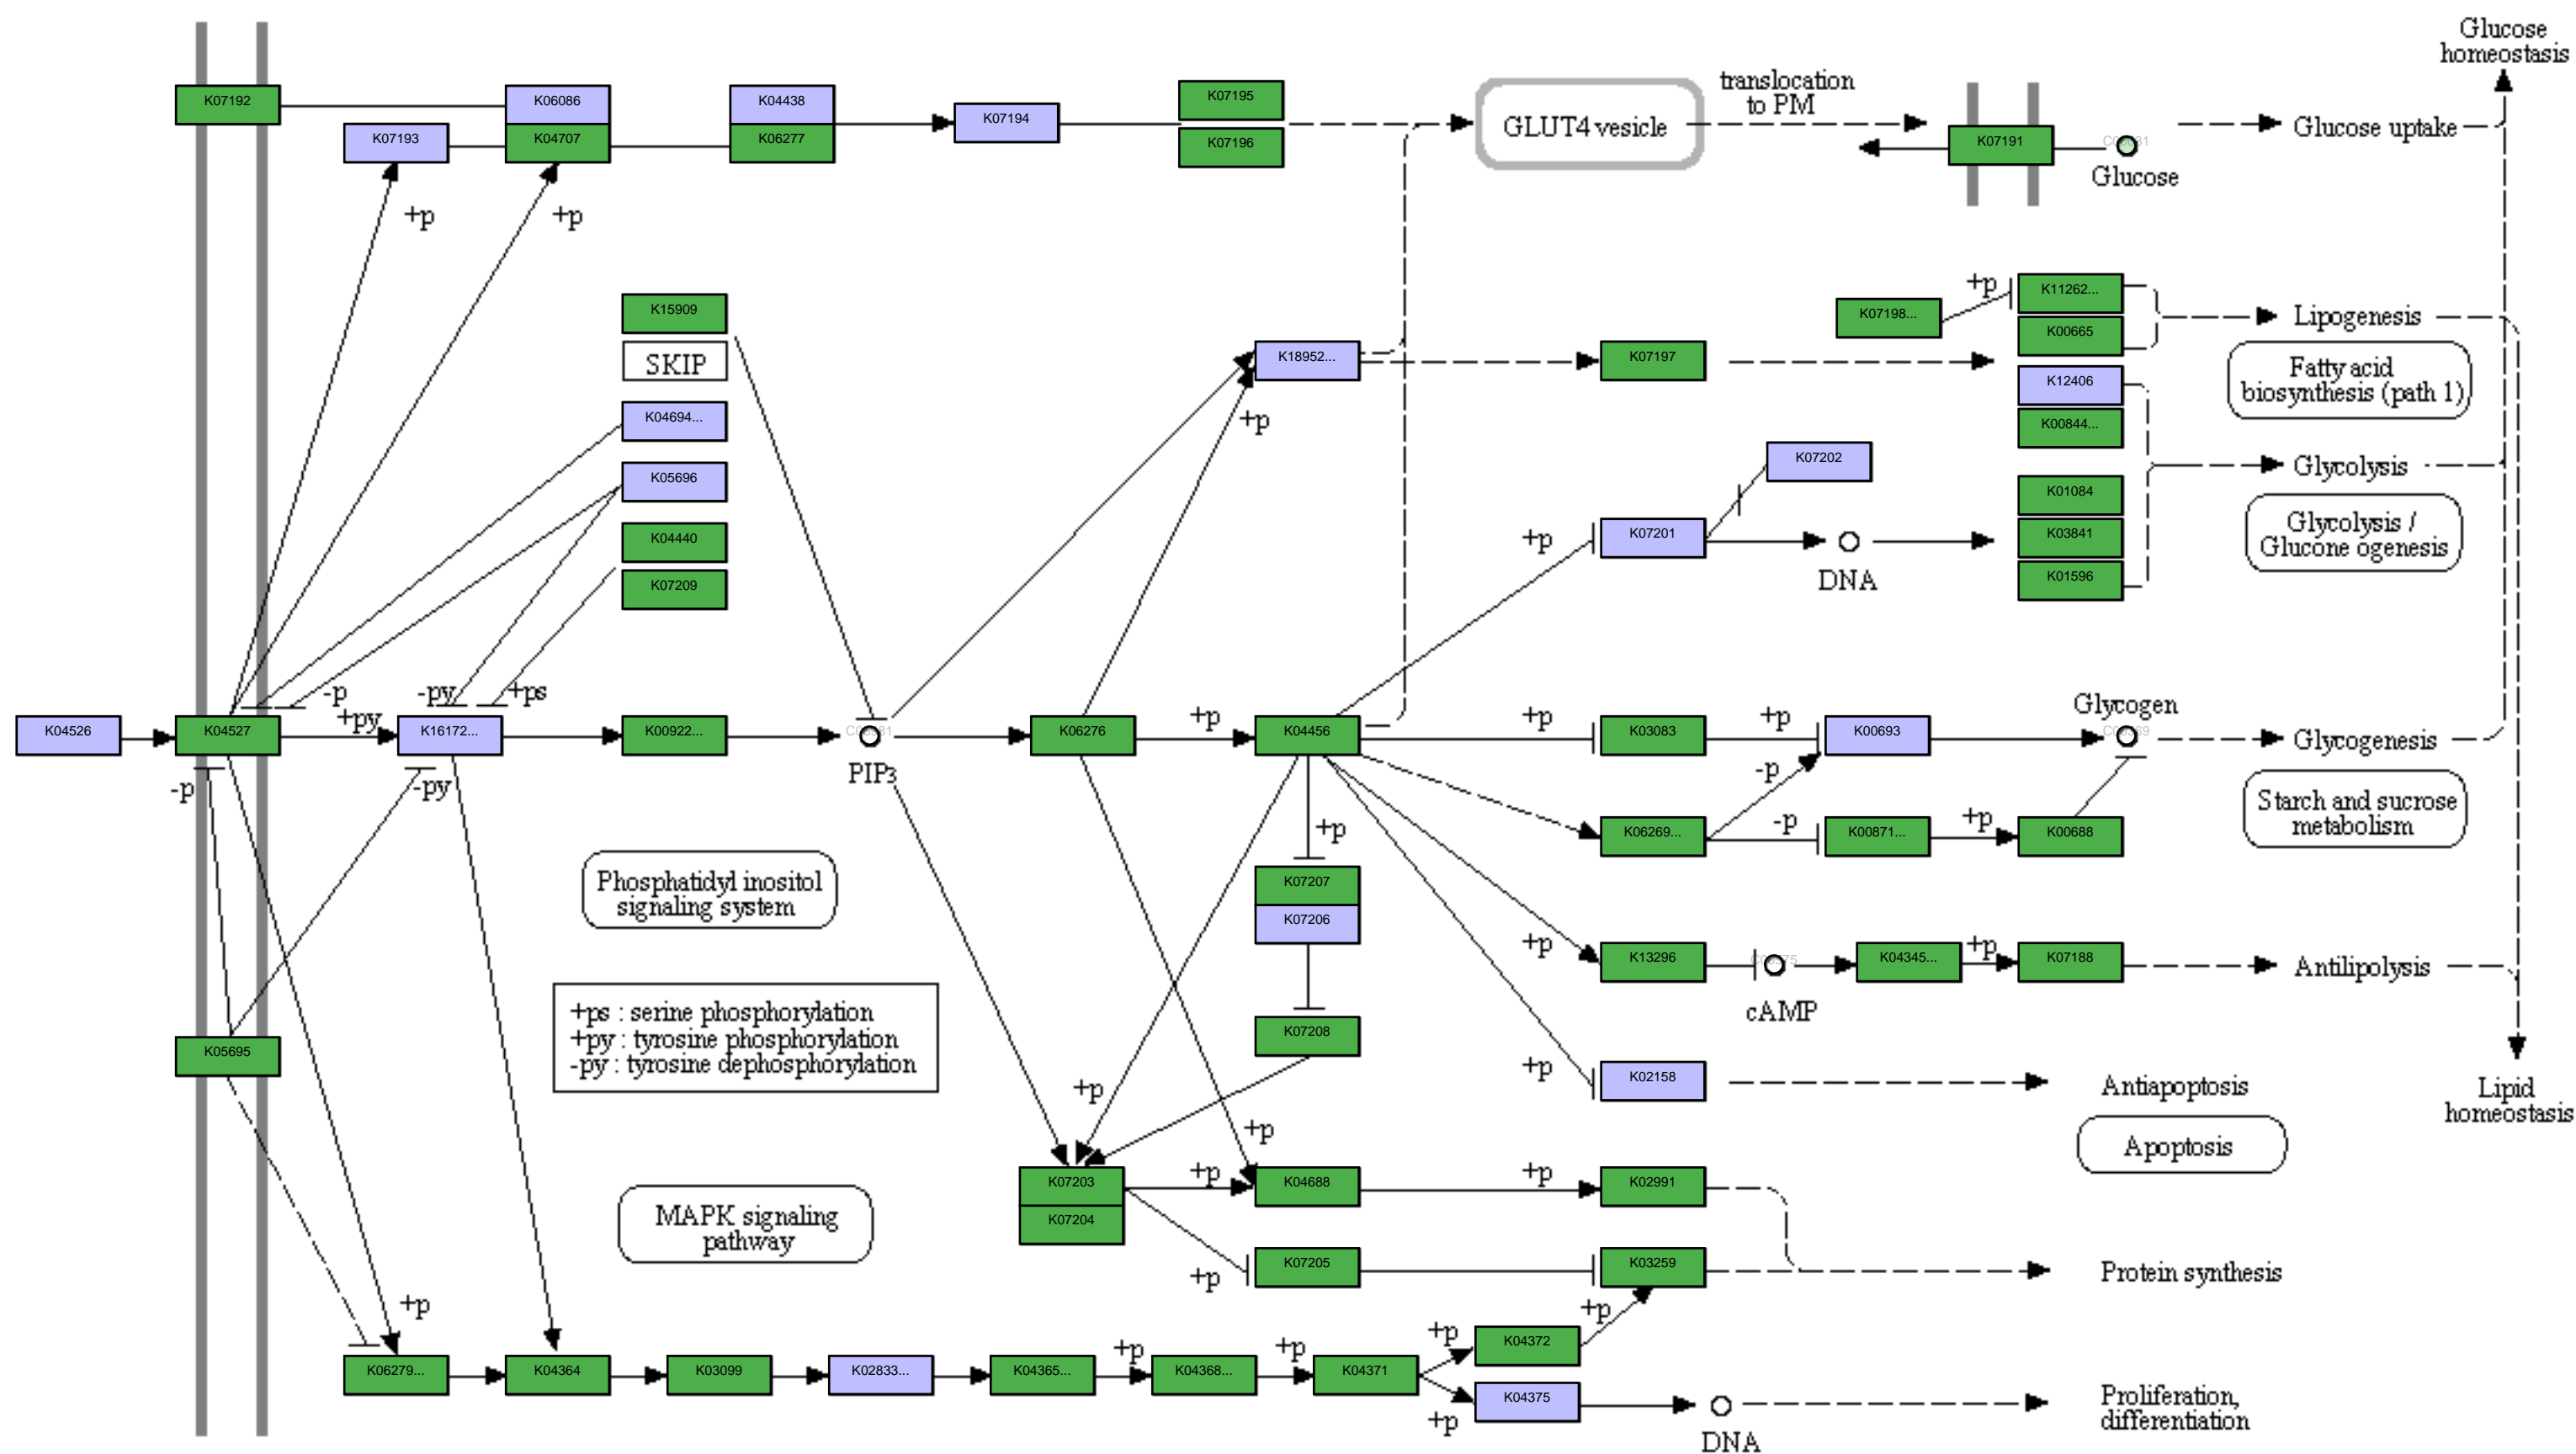 Glucose
homeostasis
K07192
K06086
K04438
K07195
translocation
to PM
K07193
K04707
K06277
K07194
K07196
GLUT4 vesicle
K07191
Glucose uptake
Glucose
+p
+p
K15909
SKIP
K04694...
K05696
K04440
K07209
K18952...
+p
K07197
K07198...
+p
K11262...
K00665
K12406
K00844...
Lipogenesis
Fatty acid
biosynthesis (path 1)
K07202
K07201
+p
DNA
K01084
K03841
K01596
Glycolysis
Glycolysis /
Glucone ogenesis
-p
+py
-py
+ps
K04526
K04527
K16172...
K00922...
PIP3
K06276
+p
K04456
+p
K03083
+p
K00693
Glycogen
Glycogenesis
-p
-py
-p
K06269...
-p
K00871...
+p
K00688
Starch and sucrose
metabolism
+p
Phosphatidyl inositol
signaling system
K07207
K07206
+p
K13296
cAMP
K04345...
+p
K07188
Antilipolysis
+ps : serine phosphorylation
+py : tyrosine phosphorylation
-py : tyrosine dephosphorylation
K05695
K07208
+p
+p
K02158
Antiapoptosis
Apoptosis
Lipid
homeostasis
+p
K07203
K07204
+p
K04688
+p
K02991
MAPK signaling
pathway
+p
K07205
K03259
Protein synthesis
+p
+p
K06279...
K04364
K03099
K02833...
K04365...
+p
K04368...
+p
K04371
+p
K04372
+p
K04375
DNA
Proliferation,
differentiation